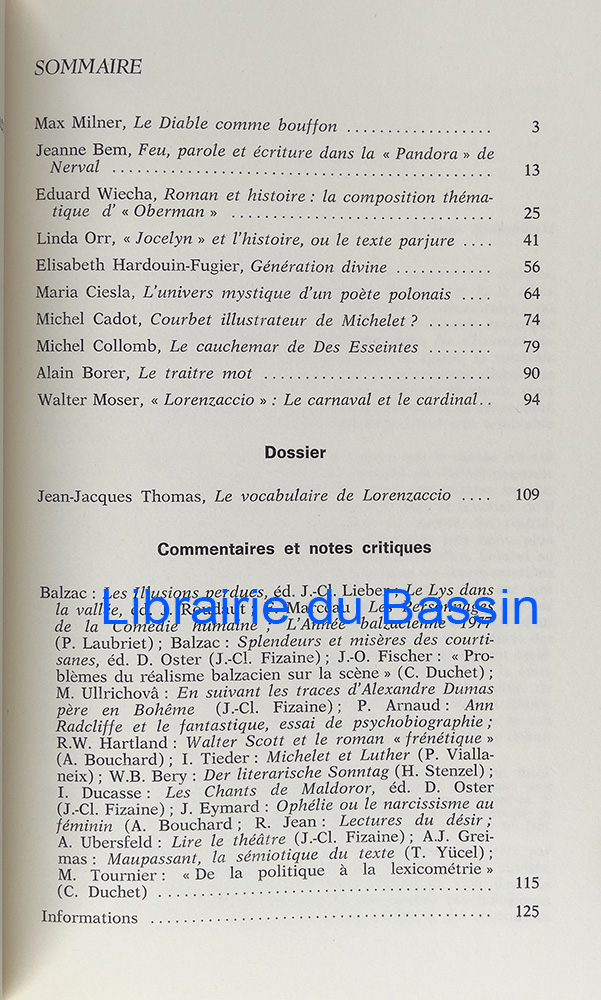 SOMMAIRE
Max Milner, Le Diable comme bouffon .................. 3
Jeanne Bem, Feu, parole et écriture dans la « Pandora » de
Nerval ............................................... 13
Eduard Wiecha, Roman et histoire : la composition théma-
tique d' « Oberman » ................................ 25
Linda Orr, « Jocelyn » et l'histoire, ou le texte parjure .... 41
Elisabeth Hardouin-Fugier, Génération divine ............ 56
Maria Ciesla, L'univers mystique d'un poète polonais .... 64
Michel Cadot, Courbet illustrateur de Michelet ? ........ 74
Michel Collomb, Le cauchemar de Des Esseintes ........ 79
Alain Borer, Le traitre mot ............................. 90
Walter Moser, « Lorenzaccio » : Le carnaval et le cardinal.. 94
Dossier
Jean-Jacques Thomas, Le vocabulaire de Lorenzaccio .... 109
Commentaires et notes critiques
Balzac : Les Illusions perdues, éd. J.-Cl. Lieber ; Le Lys dans
la vallée, éd. J. Roudaut ; F. Marceau : Les Personnages
de la Comédie humaine ; L'Année balzacienne 1977
Librairie du Bassin
(P. Laubriet) ; Balzac : Splendeurs et misères des courti-
sanes, éd. D. Oster (J.-Cl. Fizaine) ; J.-O. Fischer : « Pro-
blèmes du réalisme balzacien sur la scène » (C. Duchet) ;
M. Ullrichovâ : En suivant les traces d'Alexandre Dumas
père en Bohême (J.-Cl. Fizaine) ; P. Arnaud : Ann
Radcliffe et le fantastique, essai de psychobiographie ;
R.W. Hartland : Walter Scott et le roman « frénétique »
(A. Bouchard) ; I. Tieder : Michelet et Luther (P. Vialla-
neix) ; W.B. Bery : Der literarische Sonntag (H. Stenzel) ;
I. Ducasse : Les Chants de Maldoror, éd. D. Oster
(J.-Cl. Fizaine) ; J. Eymard : Ophélie ou le narcissisme au
féminin (A. Bouchard ; R. Jean : Lectures du désir ;
A. Ubersfeld : Lire le théâtre (J.-Cl. Fizaine) ; A.J. Grei-
mas : Maupassant, la sémiotique du texte (T. Yücel) ;
M. Tournier : « De la politique à la lexicométrie »
(C. Duchet) ........................................ 115
Informations ......................................... 125